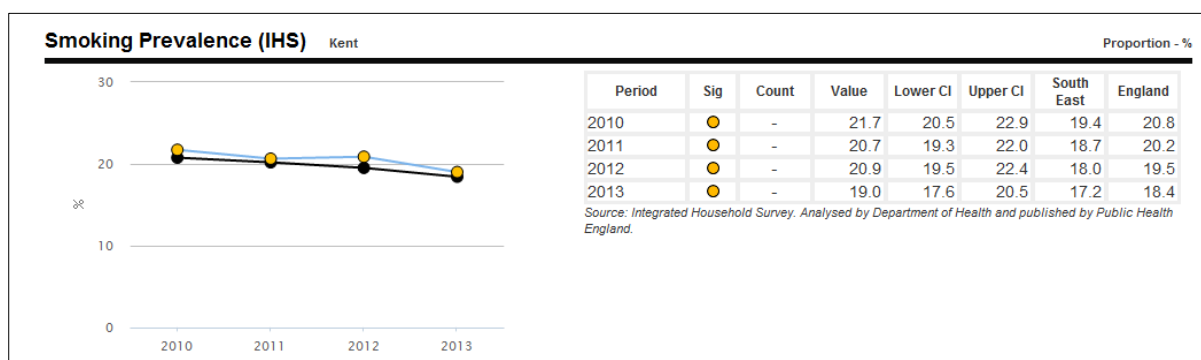 Smoking Prevalence (IHS) Kent Proportion - %
30
20
10
0
%
2010 2011 2012 2013
Period Sig Count Value Lower CI Upper CI South East England
2010 - 21.7 20.5 22.9 19.4 20.8
2011 - 20.7 19.3 22.0 18.7 20.2
2012 - 20.9 19.5 22.4 18.0 19.5
2013 - 19.0 17.6 20.5 17.2 18.4
Source: Integrated Household Survey. Analysed by Department of Health and published by Public Health
England.